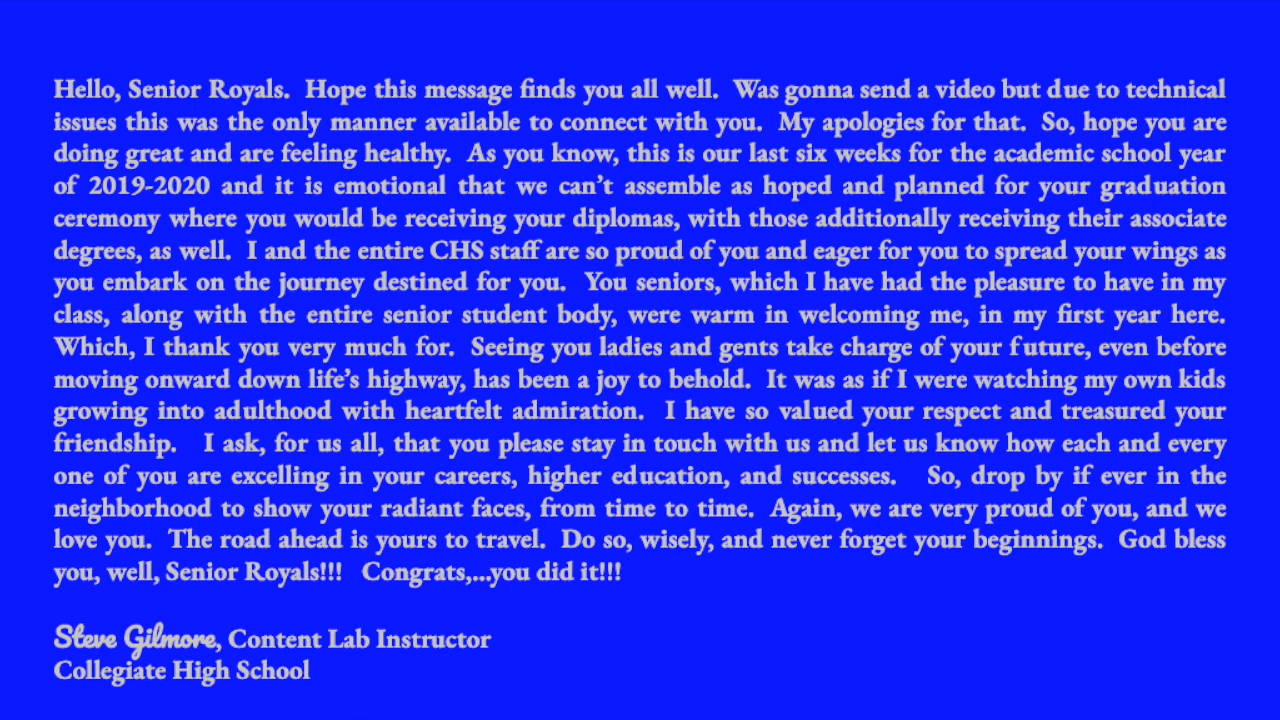 Hello, Senior Royals.  Hope this message finds you all well.  Was gonna send a video but due to technical
issues this was the only manner available to connect with you.  My apologies for that.  So, hope you are
doing great and are feeling healthy.  As you know, this is our last six weeks for the academic school year
of 2019-2020 and it is emotional that we can’t assemble as hoped and planned for your graduation
ceremony where you would be receiving your diplomas, with those additionally receiving their associate
degrees, as well.  I and the entire CHS staff are so proud of you and eager for you to spread your wings as
you embark on the journey destined for you.  You seniors, which I have had the pleasure to have in my
class, along with the entire senior student body, were warm in welcoming me, in my first year here.
Which, I thank you very much for.  Seeing you ladies and gents take charge of your future, even before
moving onward down life’s highway, has been a joy to behold.  It was as if I were watching my own kids
growing into adulthood with heartfelt admiration.  I have so valued your respect and treasured your
friendship.  I ask, for us all, that you please stay in touch with us and let us know how each and every
one of you are excelling in your careers, higher education, and successes.  So, drop by if ever in the
neighborhood to show your radiant faces, from time to time.  Again, we are very proud of you, and we
love you.  The road ahead is yours to travel.  Do so, wisely, and never forget your beginnings.  God bless
you, well, Senior Royals!!!  Congrats,...you did it!!!
Steve Gilmore, Content Lab Instructor
Collegiate High School